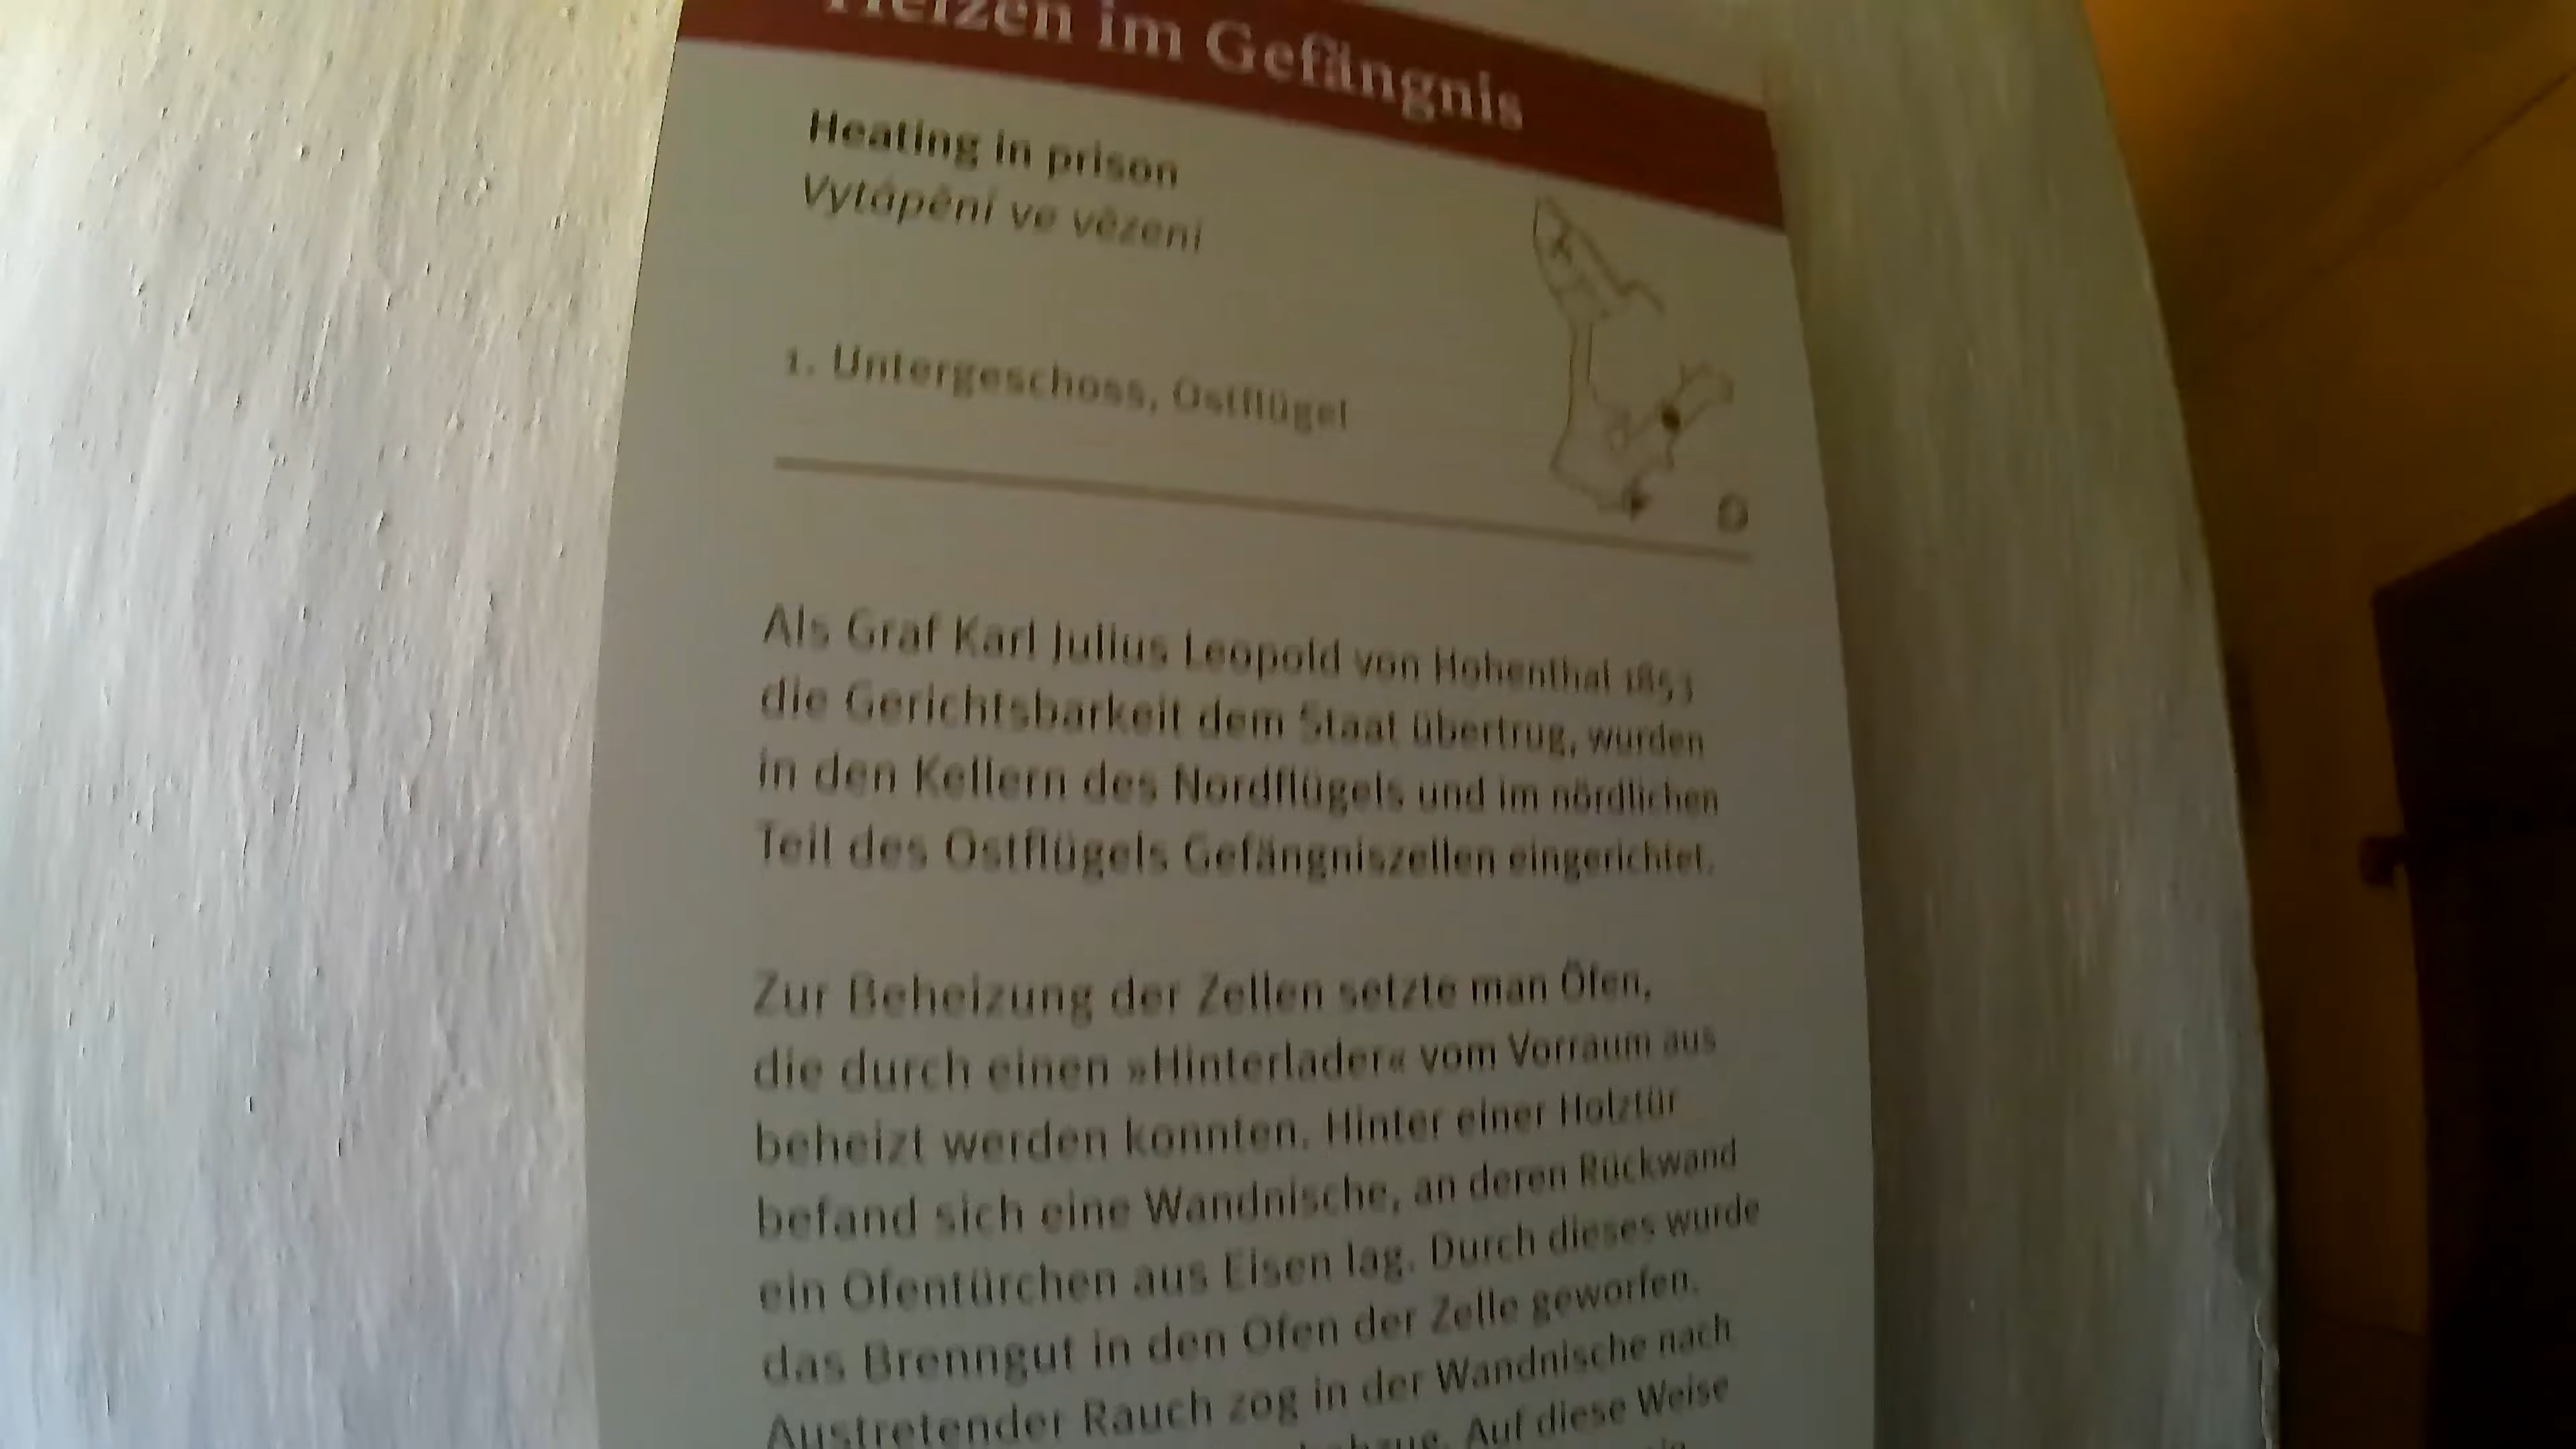 Heizen im Gefängnis
Heating in prison
Vytápění ve vězení
1. Untergeschoss, Ostflügel
Als Graf Karl Julius Leopold von Hohenthal 1853
die Gerichtsbarkeit dem Staat übertrug, wurden
in den Kellern des Nordflügels und im nördlichen
Teil des Ostflügels Gefängniszellen eingerichtet.
Zur Beheizung der Zellen setzte man Öfen,
die durch einen »Hinterlader« vom Vorraum aus
beheizt werden konnten. Hinter einer Holztür
befand sich eine Wandnische, an deren Rückwand
ein Ofentürchen aus Eisen lag. Durch dieses wurde
das Brenngut in den Ofen der Zelle geworfen.
Austretender Rauch zog in der Wandnische nach
Auf diese Weise